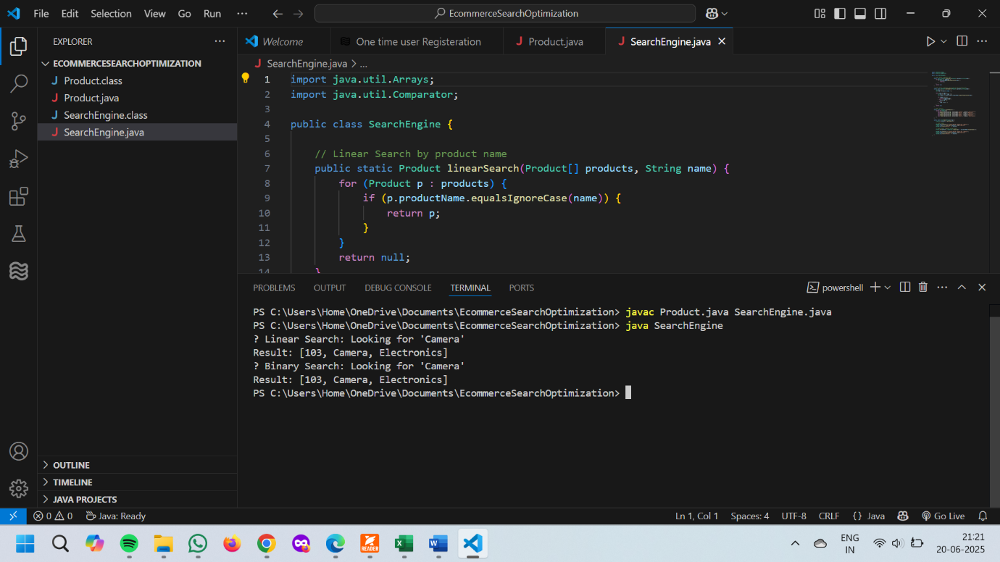 File Edit Selection View Go Run ··· EcommerceSearchOptimization
EXPLORER ···
ECOMMERCESEARCHOPTIMIZATION
J Product.class
J Product.java
J SearchEngine.class
J SearchEngine.java
OUTLINE
TIMELINE
JAVA PROJECTS
Welcome One time user Registeration J Product.java J SearchEngine.java
J SearchEngine.java > ...
1 import java.util.Arrays;
2 import java.util.Comparator;
3
4 public class SearchEngine {
5
6 // Linear Search by product name
7 public static Product linearSearch(Product[] products, String name) {
8 for (Product p : products) {
9 if (p.productName.equalsIgnoreCase(name)) {
10 return p;
11 }
12 }
13 return null;
14 }
PROBLEMS OUTPUT DEBUG CONSOLE TERMINAL PORTS powershell
PS C:\Users\Home\OneDrive\Documents\EcommerceSearchOptimization> javac Product.java SearchEngine.java
PS C:\Users\Home\OneDrive\Documents\EcommerceSearchOptimization> java SearchEngine
? Linear Search: Looking for 'Camera'
Result: [103, Camera, Electronics]
? Binary Search: Looking for 'Camera'
Result: [103, Camera, Electronics]
PS C:\Users\Home\OneDrive\Documents\EcommerceSearchOptimization>
0 0 Java: Ready Ln 1, Col 1 Spaces: 4 UTF-8 CRLF {} Java Go Live
READER
ENG
IN
21:21
20-06-2025